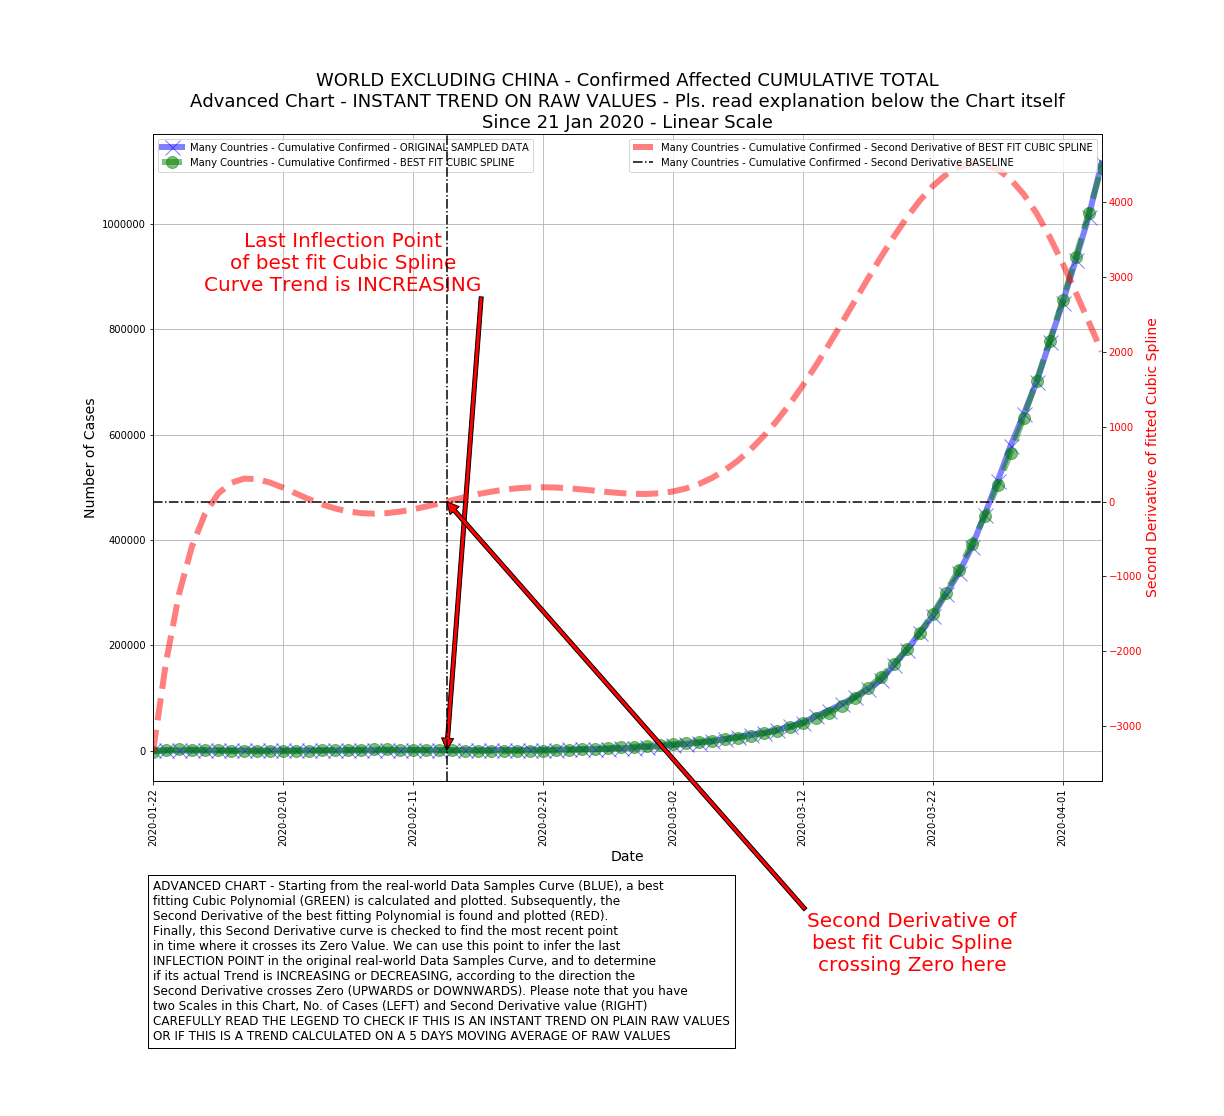 WORLD EXCLUDING CHINA - Confirmed Affected CUMULATIVE TOTAL
Advanced Chart - INSTANT TREND ON RAW VALUES - Pls. read explanation below the Chart itself
Since 21 Jan 2020 - Linear Scale
Many Countries - Cumulative Confirmed - ORIGINAL SAMPLED DATA
Many Countries - Cumulative Confirmed - BEST FIT CUBIC SPLINE
Many Countries - Cumulative Confirmed - Second Derivative of BEST FIT CUBIC SPLINE
Many Countries - Cumulative Confirmed - Second Derivative BASELINE
Last Inflection Point
of best fit Cubic Spline
Curve Trend is INCREASING
Number of Cases
1000000
800000
600000
400000
200000
0
4000
3000
2000
1000
0
−1000
−2000
−3000
Second Derivative of fitted Cubic Spline
2020-01-22
2020-02-01
2020-02-11
2020-02-21
2020-03-02
2020-03-12
2020-03-22
2020-04-01
Date
ADVANCED CHART - Starting from the real-world Data Samples Curve (BLUE), a best
fitting Cubic Polynomial (GREEN) is calculated and plotted. Subsequently, the
Second Derivative of the best fitting Polynomial is found and plotted (RED).
Finally, this Second Derivative curve is checked to find the most recent point
in time where it crosses its Zero Value. We can use this point to infer the last
INFLECTION POINT in the original real-world Data Samples Curve, and to determine
if its actual Trend is INCREASING or DECREASING, according to the direction the
Second Derivative crosses Zero (UPWARDS or DOWNWARDS). Please note that you have
two Scales in this Chart, No. of Cases (LEFT) and Second Derivative value (RIGHT)
CAREFULLY READ THE LEGEND TO CHECK IF THIS IS AN INSTANT TREND ON PLAIN RAW VALUES
OR IF THIS IS A TREND CALCULATED ON A 5 DAYS MOVING AVERAGE OF RAW VALUES
Second Derivative of
best fit Cubic Spline
crossing Zero here